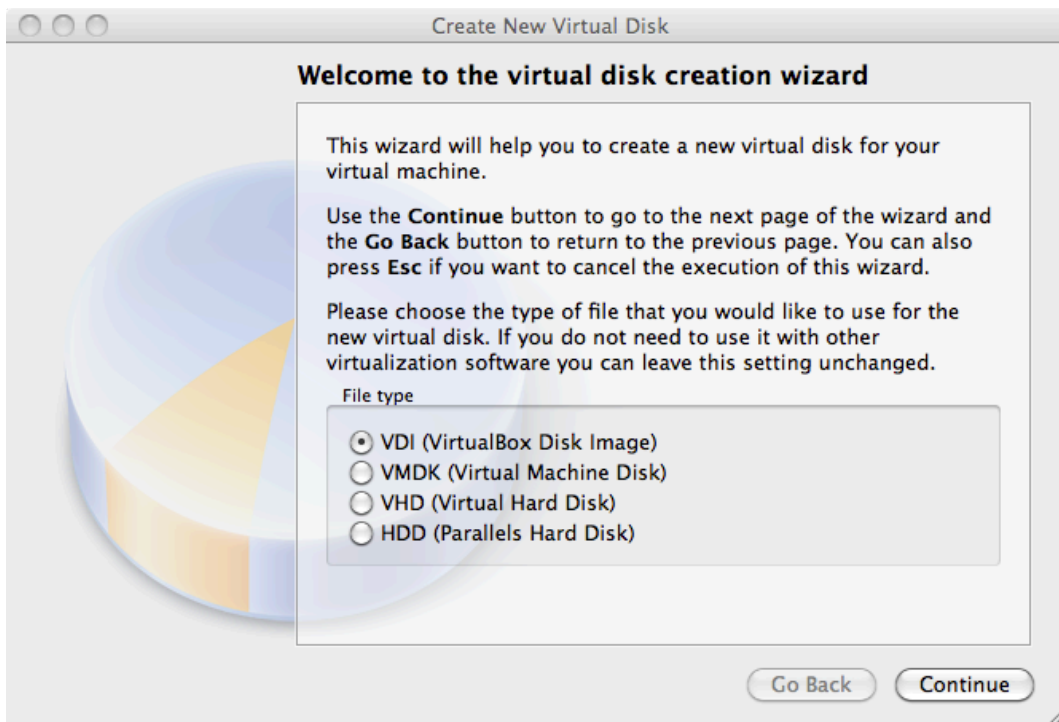 Create New Virtual Disk
Welcome to the virtual disk creation wizard
This wizard will help you to create a new virtual disk for your
virtual machine.
Use the Continue button to go to the next page of the wizard and
the Go Back button to return to the previous page. You can also
press Esc if you want to cancel the execution of this wizard.
Please choose the type of file that you would like to use for the
new virtual disk. If you do not need to use it with other
virtualization software you can leave this setting unchanged.
File type
VDI (VirtualBox Disk Image)
VMDK (Virtual Machine Disk)
VHD (Virtual Hard Disk)
HDD (Parallels Hard Disk)
Go Back
Continue